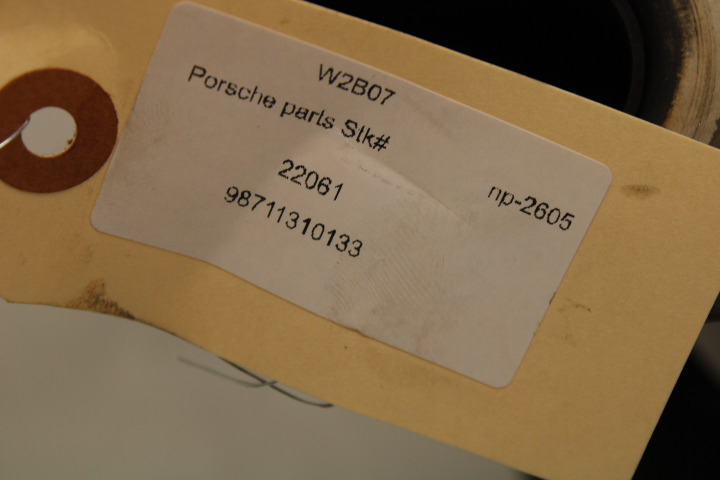 W2B07
Porsche parts Stk#
22061
np-2605
98711310133